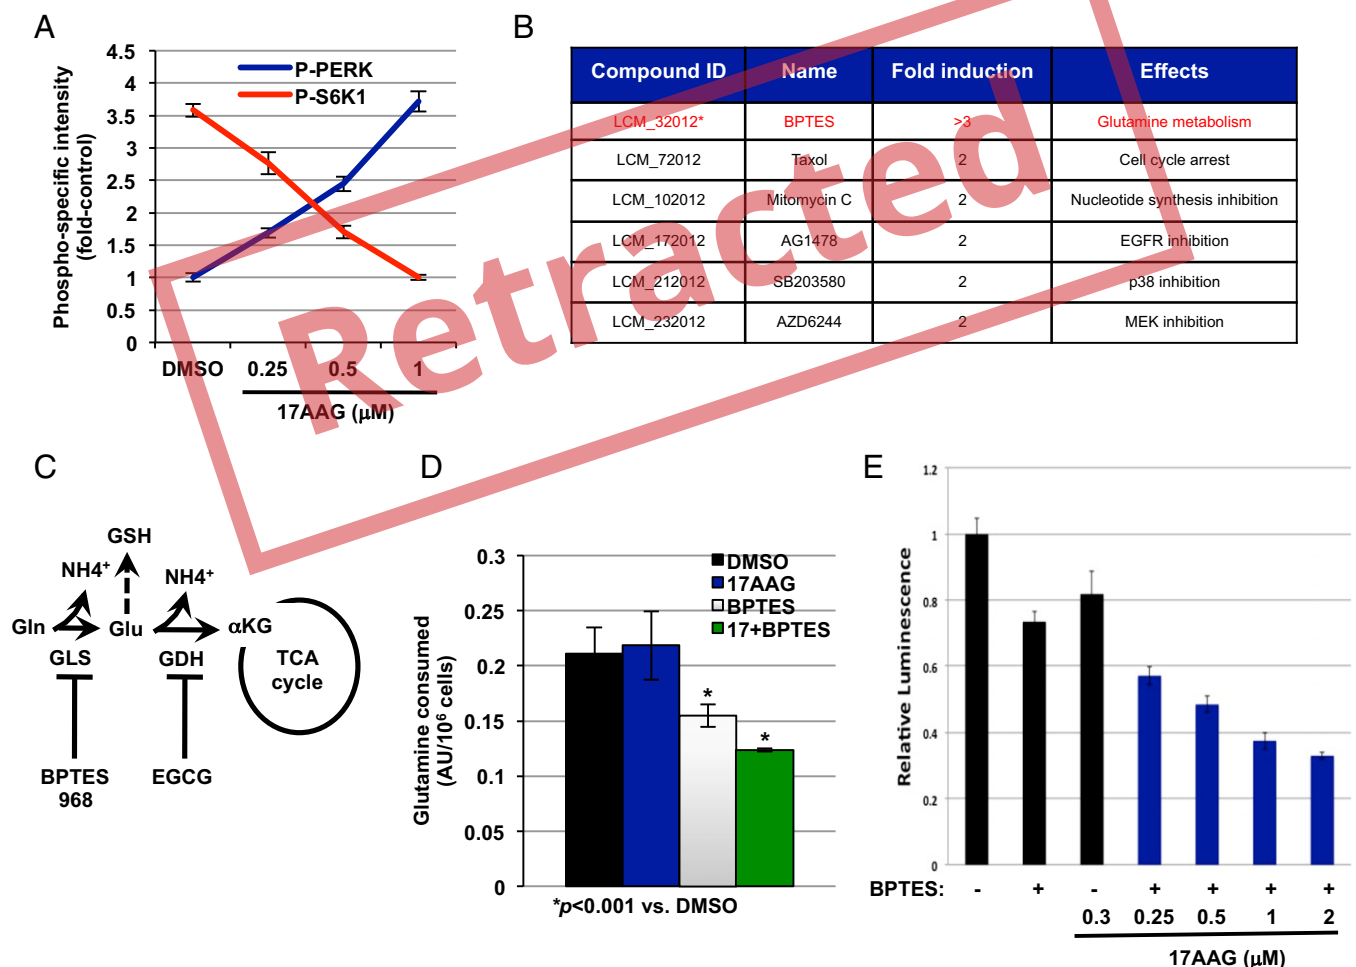 A
4.5
4
3.5
3
2.5
2
1.5
1
0.5
0
Phospho-specific intensity
(fold-control)
P-PERK
P-S6K1
DMSO 0.25 0.5 1
17AAG (μM)
B
Compound ID Name Fold induction Effects
LCM_32012* BPTES >3 Glutamine metabolism
LCM_72012 Taxol 2 Cell cycle arrest
LCM_102012 Mitomycin C 2 Nucleotide synthesis inhibition
LCM_172012 AG1478 2 EGFR inhibition
LCM_212012 SB203580 2 p38 inhibition
LCM_232012 AZD6244 2 MEK inhibition
Retracted
C
GSH
NH4+ NH4+
Gln Glu αKG
GLS GDH TCA
cycle
BPTES EGCG
968
D
0.3
0.25
0.2
0.15
0.1
0.05
0
Glutamine consumed
(AU/10⁶ cells)
DMSO
17AAG
BPTES
17+BPTES
*
*
*p<0.001 vs. DMSO
E
1.2
1
0.8
0.6
0.4
0.2
0
Relative Luminescence
BPTES: - + - + + + +
0.3 0.25 0.5 1 2
17AAG (μM)